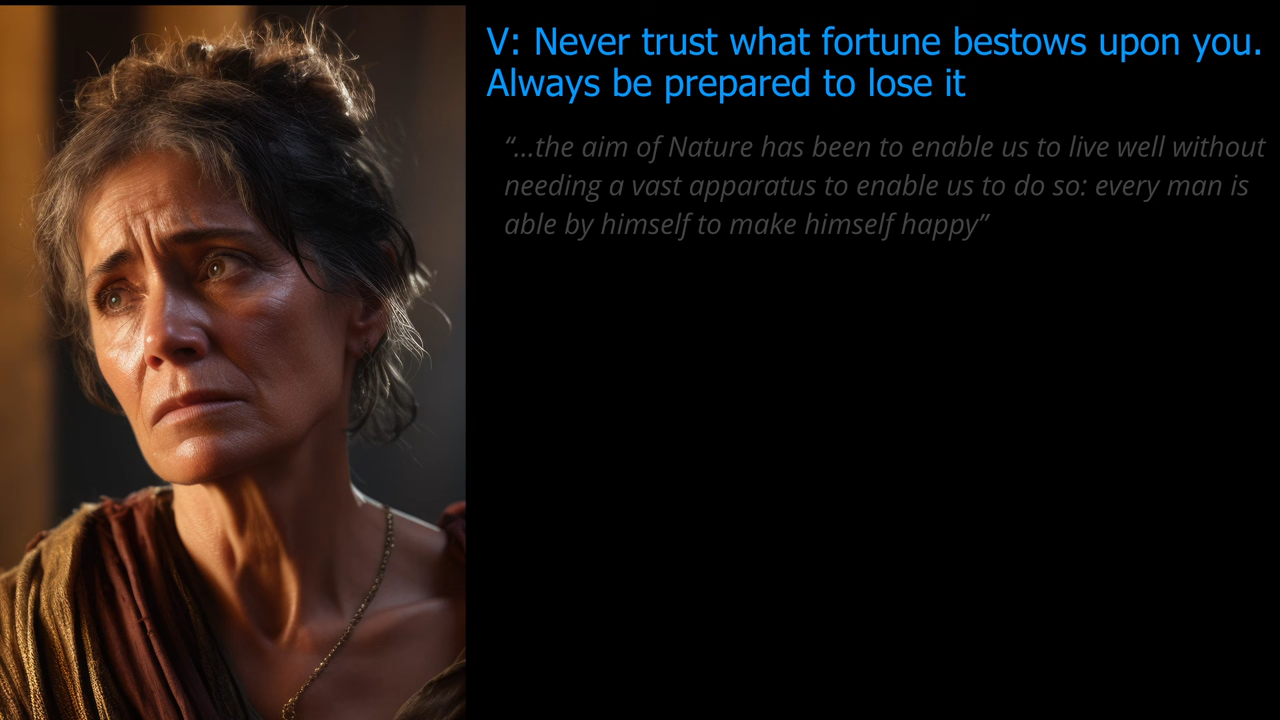 V: Never trust what fortune bestows upon you.
Always be prepared to lose it
“...the aim of Nature has been to enable us to live well without
needing a vast apparatus to enable us to do so: every man is
able by himself to make himself happy”